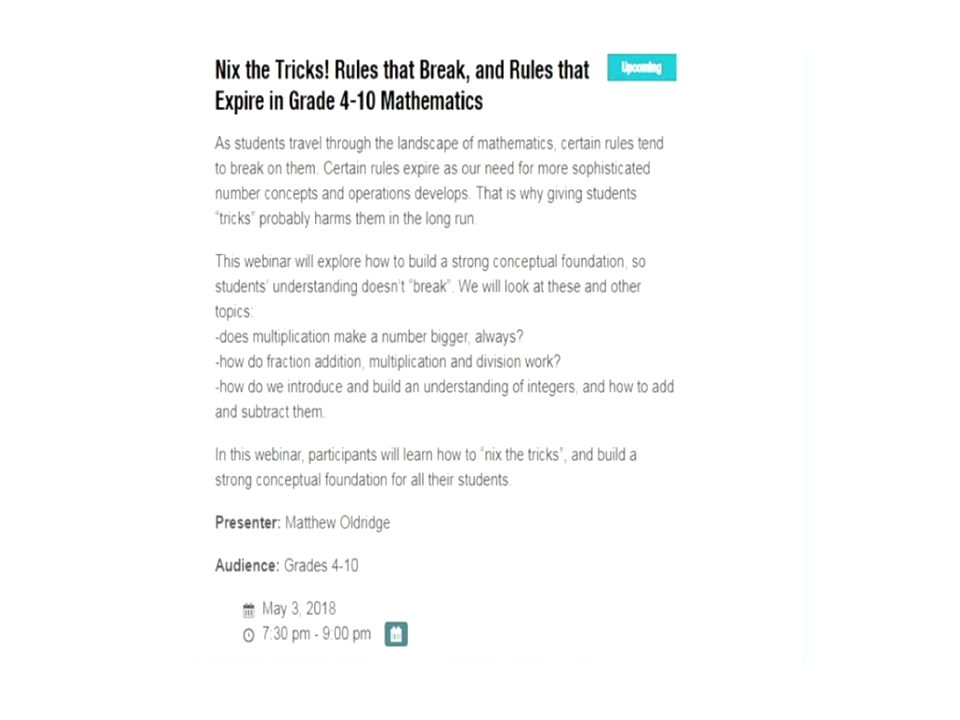 Nix the Tricks! Rules that Break, and Rules that
Upcoming
Expire in Grade 4-10 Mathematics
As students travel through the landscape of mathematics, certain rules tend
to break on them. Certain rules expire as our need for more sophisticated
number concepts and operations develops. That is why giving students
“tricks” probably harms them in the long run.
This webinar will explore how to build a strong conceptual foundation, so
students’ understanding doesn’t “break”. We will look at these and other
topics:
-does multiplication make a number bigger, always?
-how do fraction addition, multiplication and division work?
-how do we introduce and build an understanding of integers, and how to add
and subtract them.
In this webinar, participants will learn how to “nix the tricks”, and build a
strong conceptual foundation for all their students.
Presenter: Matthew Oldridge
Audience: Grades 4-10
May 3, 2018
7:30 pm - 9:00 pm